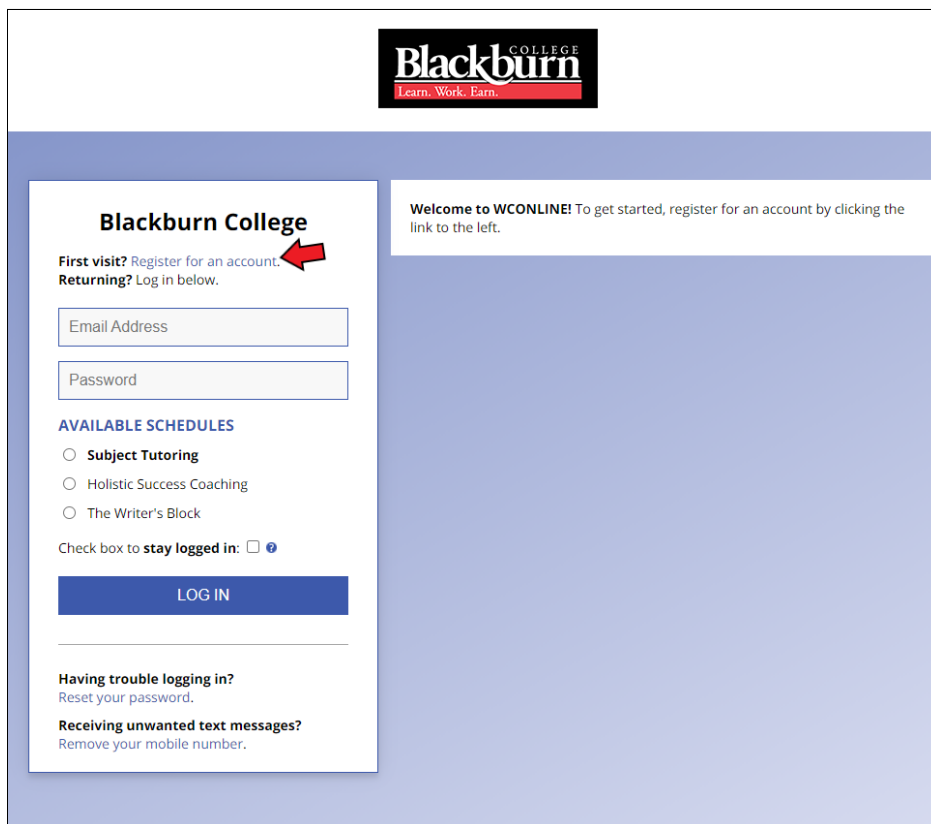 Blackburn
COLLEGE
Learn. Work. Earn.
Blackburn College
First visit? Register for an account.
Returning? Log in below.
Email Address
Password
AVAILABLE SCHEDULES
Subject Tutoring
Holistic Success Coaching
The Writer's Block
Check box to stay logged in: ?
LOG IN
Having trouble logging in?
Reset your password.
Receiving unwanted text messages?
Remove your mobile number.
Welcome to WCONLINE! To get started, register for an account by clicking the
link to the left.